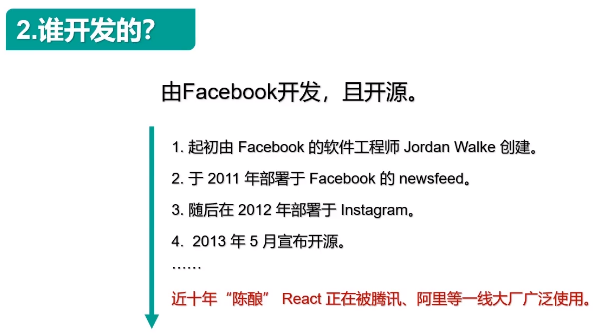 2.谁开发的?
由Facebook开发，且开源。
1. 起初由 Facebook 的软件工程师 Jordan Walke 创建。
2. 于 2011 年部署于 Facebook 的 newsfeed。
3. 随后在 2012 年部署于 Instagram。
4. 2013 年 5 月宣布开源。
……
近十年“陈酿” React 正在被腾讯、阿里等一线大厂广泛使用。